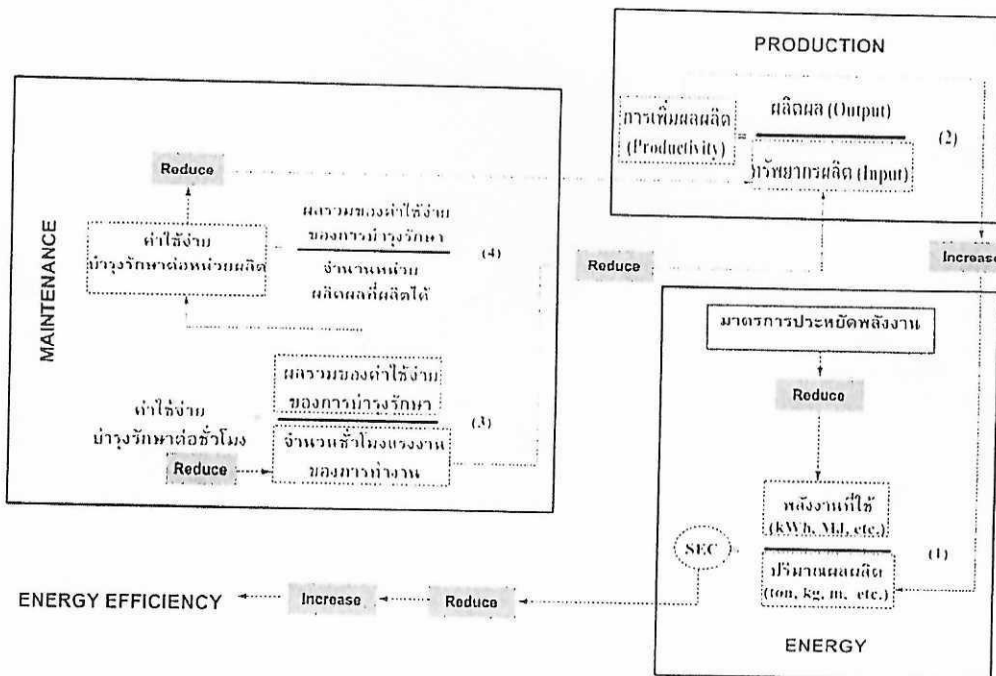 PRODUCTION
การเพิ่มผลผลิต
(Productivity)
=
ผลิตผล (Output)
ทรัพยากรผลิต (Input)
(2)
Increase
Reduce
MAINTENANCE
Reduce
ค่าใช้จ่าย
บำรุงรักษาต่อหน่วยผลิต
ผลรวมของค่าใช้จ่าย
ของการบำรุงรักษา
จำนวนหน่วย
ผลิตผลที่ผลิตได้
(4)
ค่าใช้จ่าย
บำรุงรักษาต่อชั่วโมง
ผลรวมของค่าใช้จ่าย
ของการบำรุงรักษา
จำนวนชั่วโมงแรงงาน
ของการทำงาน
(3)
Reduce
มาตรการประหยัดพลังงาน
Reduce
SEC
พลังงานที่ใช้
(kWh, MJ, etc.)
ปริมาณผลผลิต
(ton, kg, m, etc.)
(1)
ENERGY
ENERGY EFFICIENCY
Increase
Reduce